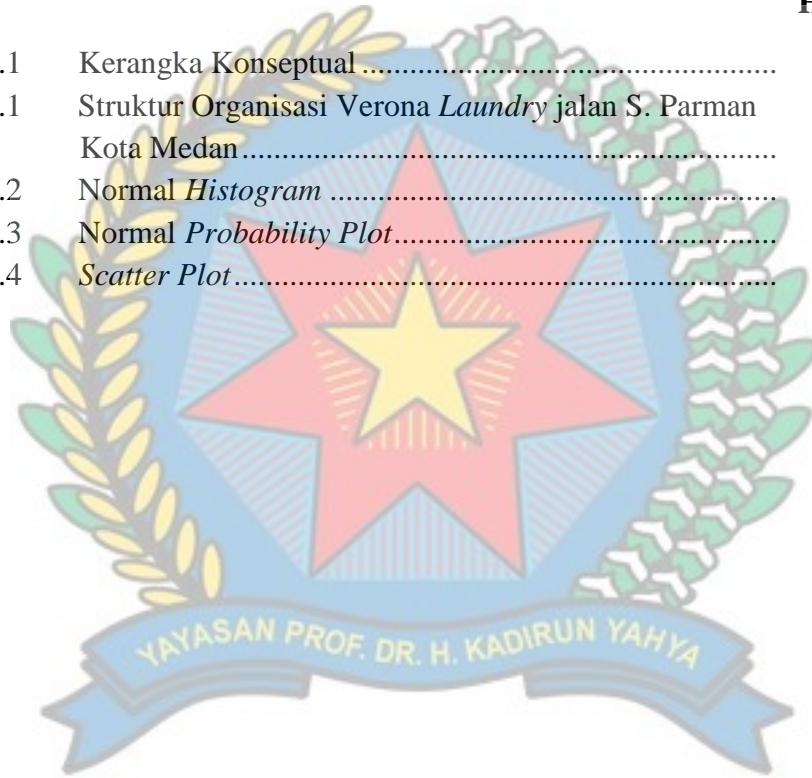 .1 Kerangka Konseptual ........................................................
.1 Struktur Organisasi Verona Laundry jalan S. Parman
Kota Medan ........................................................
.2 Normal Histogram ........................................................
.3 Normal Probability Plot ........................................................
.4 Scatter Plot ........................................................
YAYASAN PROF. DR. H. KADIRUN YAHYA